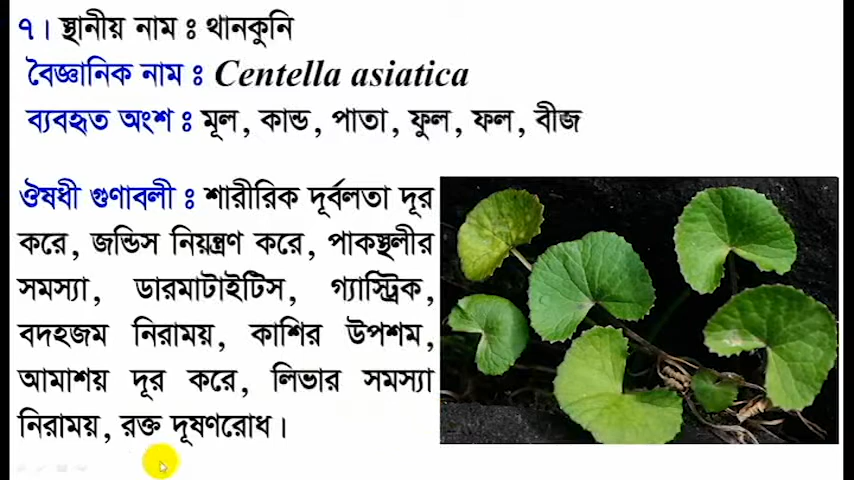 ৭। স্থানীয় নাম ঃ থানকুনি
বৈজ্ঞানিক নাম ঃ Centella asiatica
ব্যবহৃত অংশ ঃ মূল, কান্ড, পাতা, ফুল, ফল, বীজ
ঔষধী গুণাবলী ঃ শারীরিক দূর্বলতা দূর
করে, জন্ডিস নিয়ন্ত্রণ করে, পাকস্থলীর
সমস্যা, ডারমাটাইটিস, গ্যাস্ট্রিক,
বদহজম নিরাময়, কাশির উপশম,
আমাশয় দূর করে, লিভার সমস্যা
নিরাময়, রক্ত দূষণরোধ।